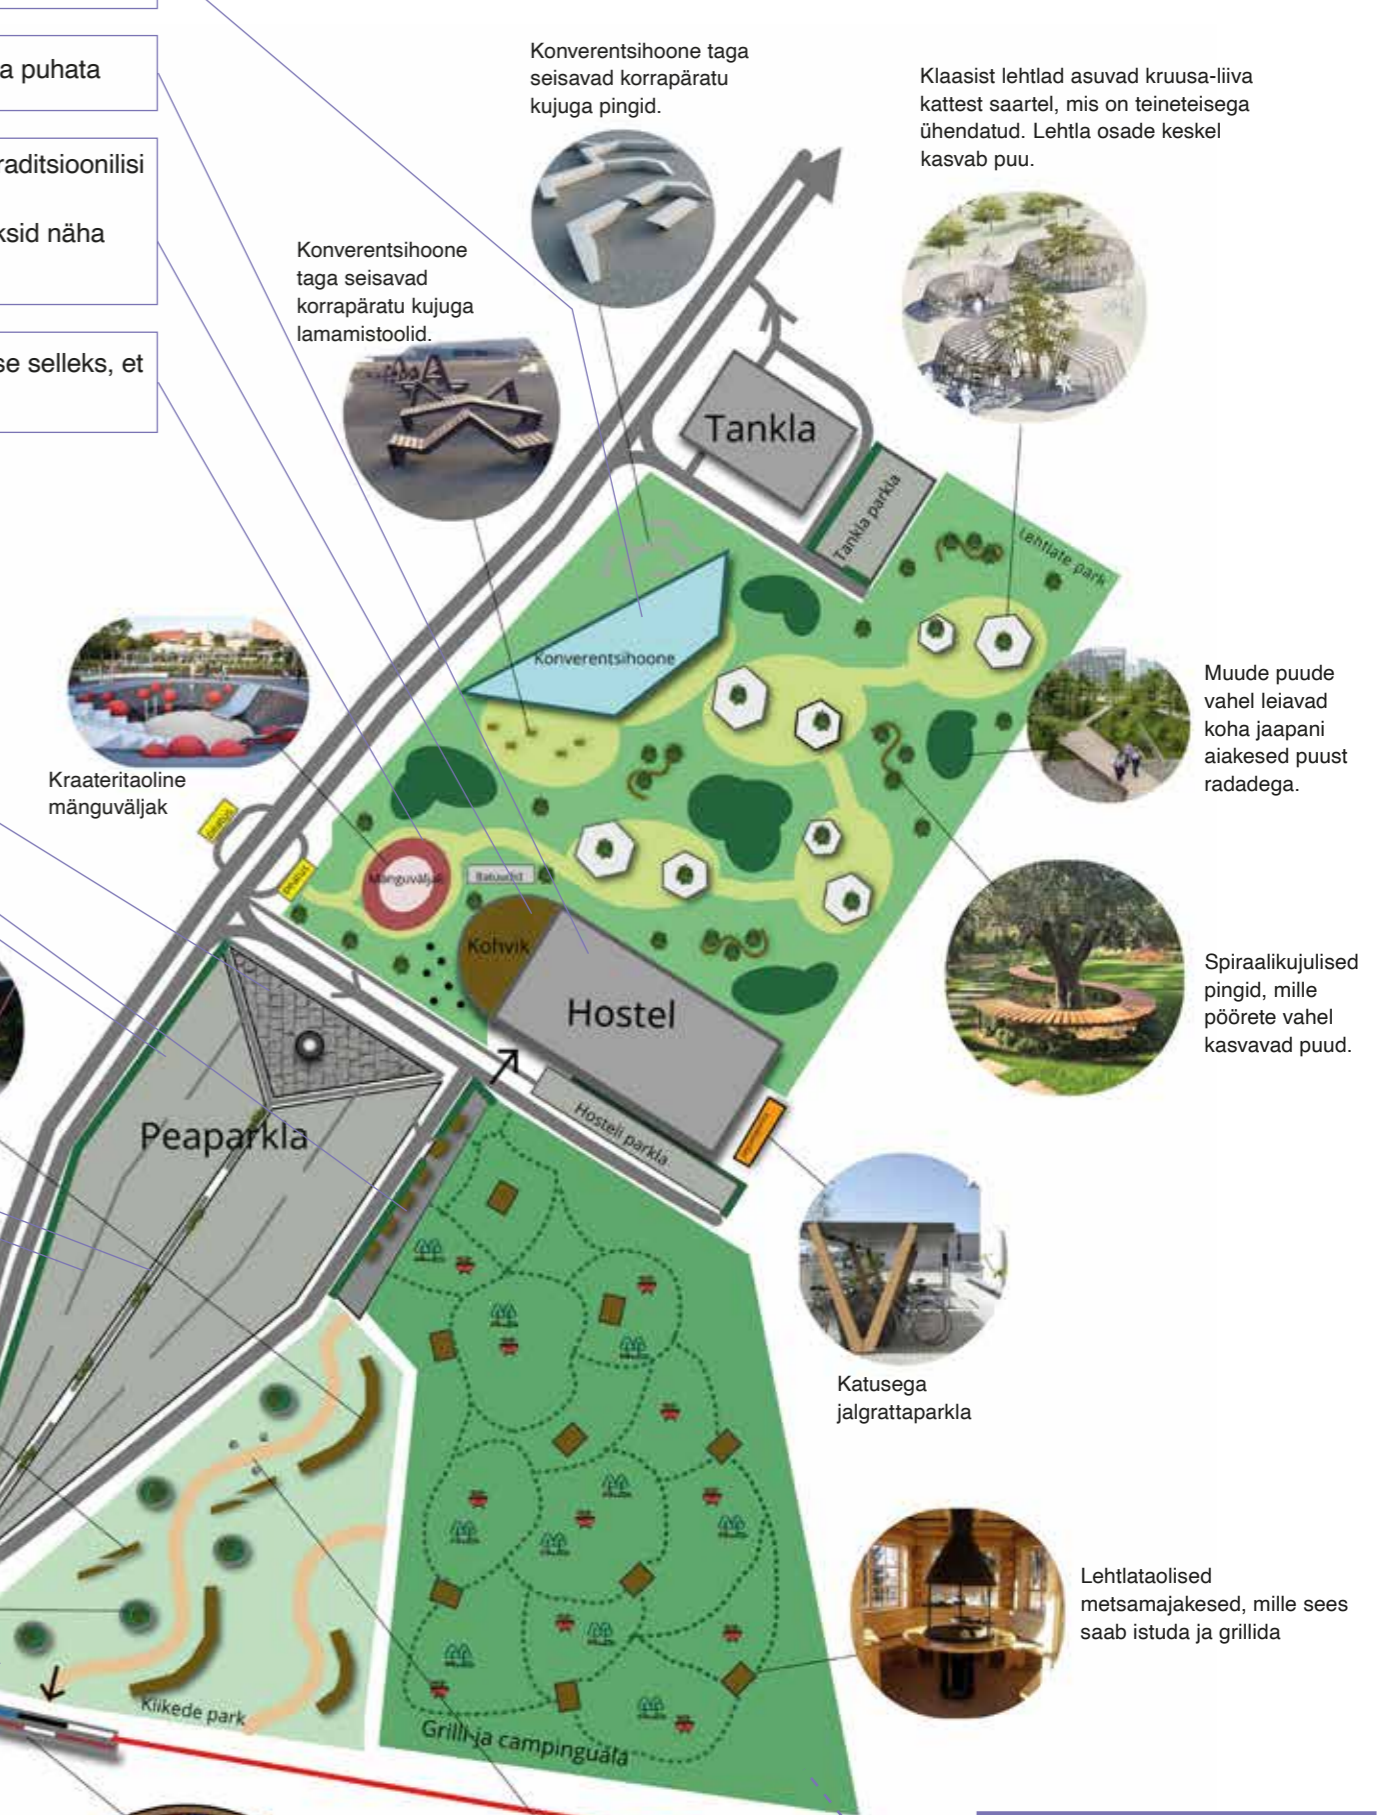 a puhata
raditsioonilisi
ksid näha
se selleks, et
Konverentsihoone taga
seisavad korrapäratu
kujuga pingid.
Klaasist lehtlad asuvad kruusa-liiva
kattest saartel, mis on teineteisega
ühendatud. Lehtla osade keskel
kasvab puu.
Konverentsihoone
taga seisavad
korrapäratu kujuga
lamamistoolid.
Tankla
Tankla parkla
Lehtlate park
Konverentsihoone
Muude puude
vahel leiavad
koha jaapani
aiakesed puust
radadega.
Kraateritaoline
mänguväljak
Mänguväljak
Batuudid
Kohvik
Hostel
Spiraalikujulised
pingid, mille
pöörete vahel
kasvavad puud.
Peaparkla
Hosteli parkla
Katusega
jalgrattaparkla
Lehtlataolised
metsamajakesed, mille sees
saab istuda ja grillida
Kiikede park
Grilli-ja campinguala